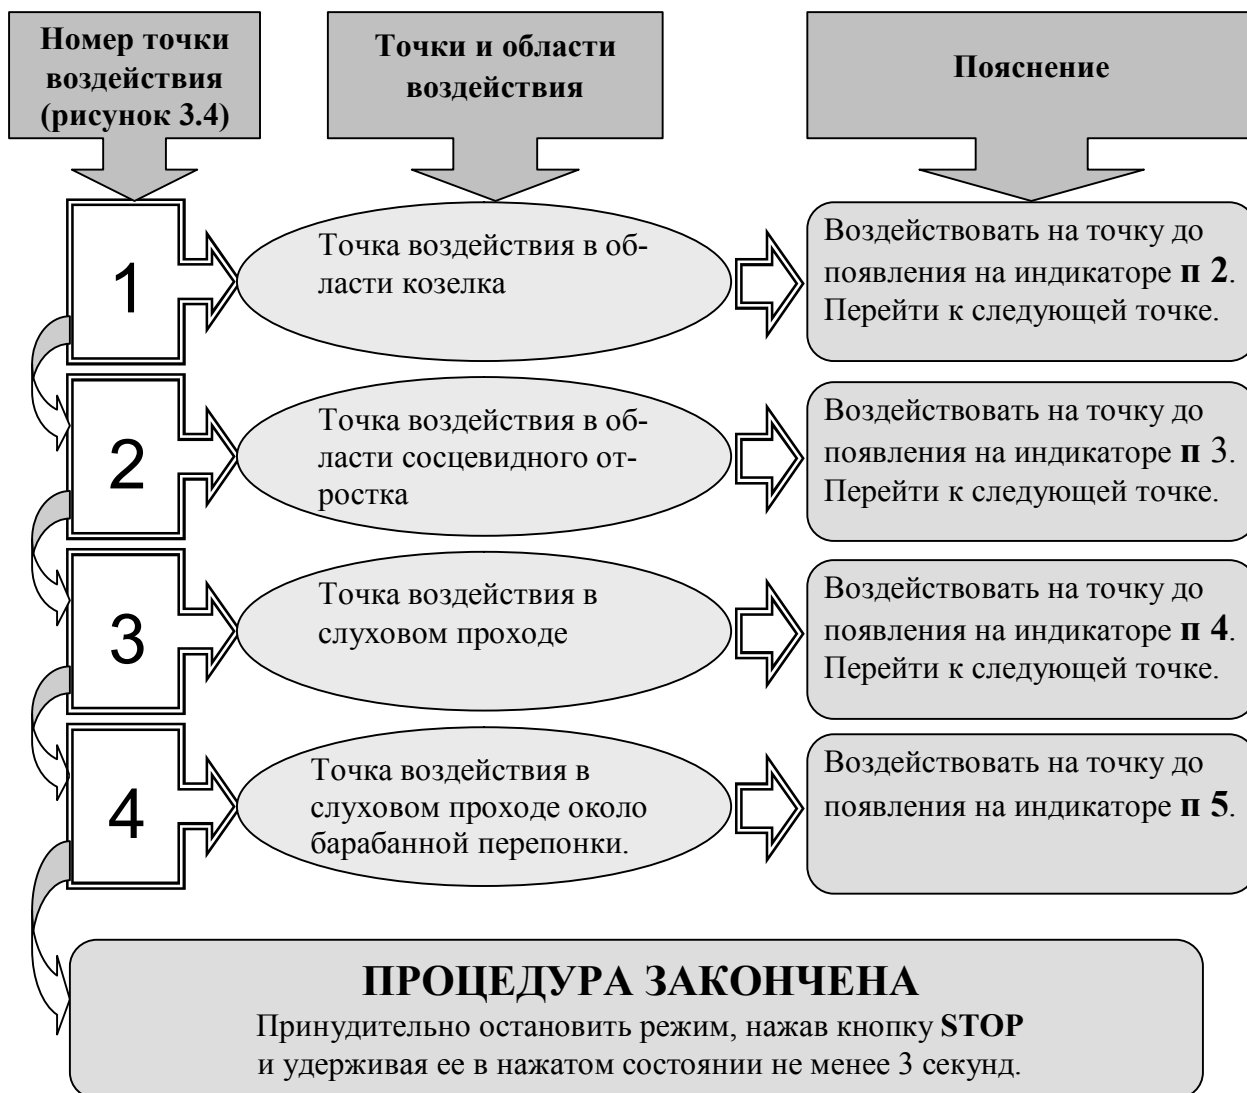 Номер точки
воздействия
(рисунок 3.4)
Точки и области
воздействия
Пояснение
1
Точка воздействия в об-
ласти козелка
Воздействовать на точку до
появления на индикаторе п 2.
Перейти к следующей точке.
2
Точка воздействия в об-
ласти сосцевидного от-
ростка
Воздействовать на точку до
появления на индикаторе п 3.
Перейти к следующей точке.
3
Точка воздействия в
слуховом проходе
Воздействовать на точку до
появления на индикаторе п 4.
Перейти к следующей точке.
4
Точка воздействия в
слуховом проходе около
барабанной перепонки.
Воздействовать на точку до
появления на индикаторе п 5.
ПРОЦЕДУРА ЗАКОНЧЕНА
Принудительно остановить режим, нажав кнопку STOP
и удерживая ее в нажатом состоянии не менее 3 секунд.